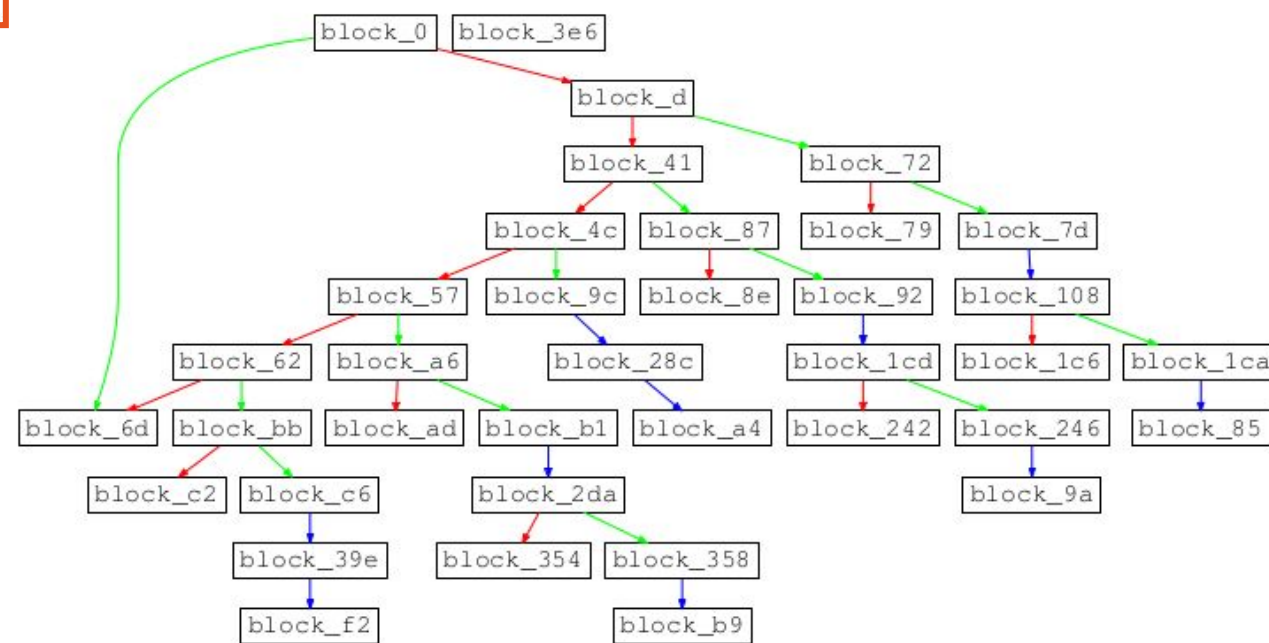 block_0 block_3e6
block_d
block_41 block_72
block_4c block_87 block_79 block_7d
block_57 block_9c block_8e block_92 block_108
block_62 block_a6 block_28c block_1cd block_1c6 block_1ca
block_6d block_bb block_ad block_b1 block_a4 block_242 block_246 block_85
block_c2 block_c6 block_2da block_9a
block_39e block_354 block_358
block_f2 block_b9